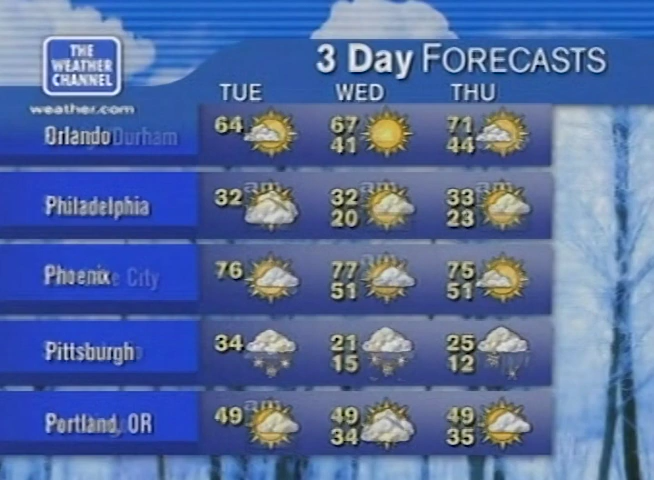 THE
WEATHER
CHANNEL
weather.com
3 Day FORECASTS
TUE WED THU
Orlando Durham 64 67 71
41 44
Philadelphia 32 32 33
20 23
Phoenix City 76 77 75
51 51
Pittsburgh 34 21 25
15 12
Portland, OR 49 49 49
34 35